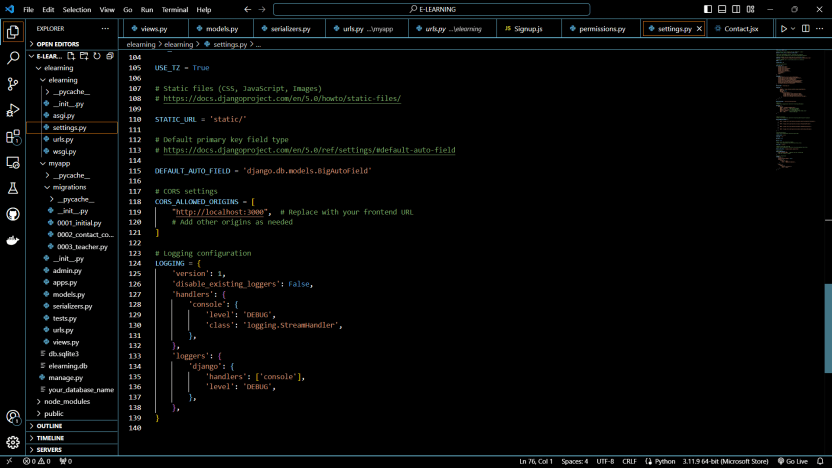 File Edit Selection View Go Run Terminal Help
E-LEARNING
EXPLORER
OPEN EDITORS
E-LEAR...
elearning
elearning
__pycache__
__init__.py
asgi.py
settings.py
urls.py
wsgi.py
myapp
__pycache__
migrations
__pycache__
__init__.py
0001_initial.py
0002_contact_co...
0003_teacher.py
__init__.py
admin.py
apps.py
models.py
serializers.py
tests.py
urls.py
views.py
db.sqlite3
elearning.db
manage.py
your_database_name
node_modules
public
OUTLINE
TIMELINE
SERVERS
views.py models.py serializers.py urls.py ...\myapp urls.py ...\elearning JS Signup.js permissions.py settings.py Contact.jsx
elearning > elearning > settings.py > ...
104
105 USE_TZ = True
106
107 # Static files (CSS, JavaScript, Images)
108 # https://docs.djangoproject.com/en/5.0/howto/static-files/
109
110 STATIC_URL = 'static/'
111
112 # Default primary key field type
113 # https://docs.djangoproject.com/en/5.0/ref/settings/#default-auto-field
114
115 DEFAULT_AUTO_FIELD = 'django.db.models.BigAutoField'
116
117 # CORS settings
118 CORS_ALLOWED_ORIGINS = [
119 "http://localhost:3000", # Replace with your frontend URL
120 # Add other origins as needed
121 ]
122
123 # Logging configuration
124 LOGGING = {
125 'version': 1,
126 'disable_existing_loggers': False,
127 'handlers': {
128 'console': {
129 'level': 'DEBUG',
130 'class': 'logging.StreamHandler',
131 },
132 },
133 'loggers': {
134 'django': {
135 'handlers': ['console'],
136 'level': 'DEBUG',
137 },
138 },
139 }
140
0 0 0 Ln 76, Col 1 Spaces: 4 UTF-8 CRLF Python 3.11.9 64-bit (Microsoft Store) Go Live